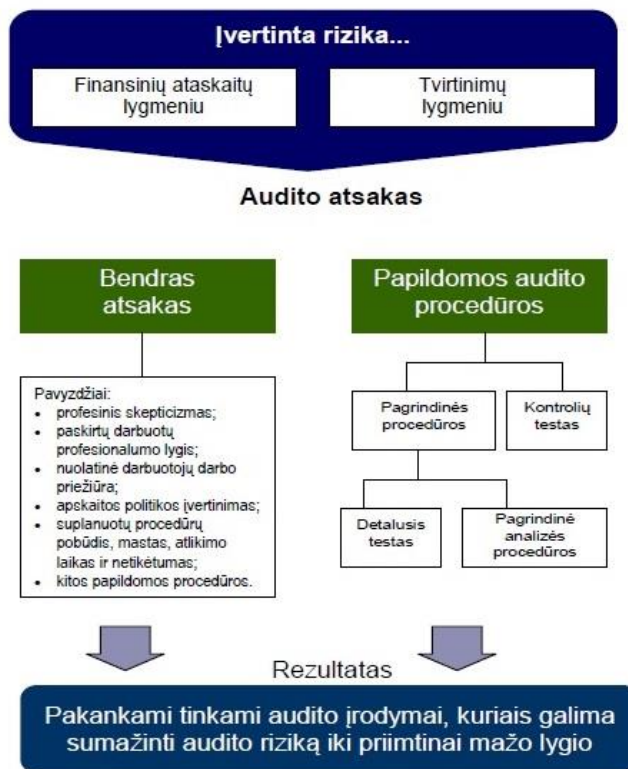 Įvertinta rizika...
Finansinių ataskaitų
lygmeniu
Tvirtinimų
lygmeniu
Audito atsakas
Bendras
atsakas
Papildomos audito
procedūros
Pavyzdžiai:
• profesinis skepticizmas;
• paskirtų darbuotų
profesionalumo lygis;
• nuolatinė darbuotojų darbo
priežiūra;
• apskaitos politikos įvertinimas;
• suplanuotų procedūrų
pobūdis, mastas, atlikimo
laikas ir netikėtumas;
• kitos papildomos procedūros.
Pagrindinės
procedūros
Kontrolių
testas
Detalusis
testas
Pagrindinė
analizės
procedūros
Rezultatas
Pakankami tinkami audito įrodymai, kuriais galima
sumažinti audito riziką iki priimtinai mažo lygio